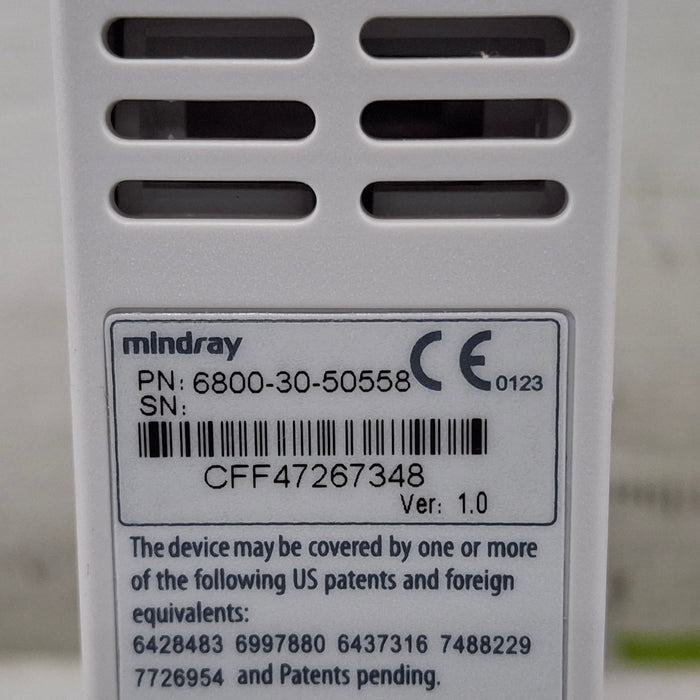 mindray
CE 0123
PN: 6800-30-50558
SN:
CFF47267348
Ver: 1.0
The device may be covered by one or more
of the following US patents and foreign
equivalents:
6428483 6997880 6437316 7488229
7726954 and Patents pending.